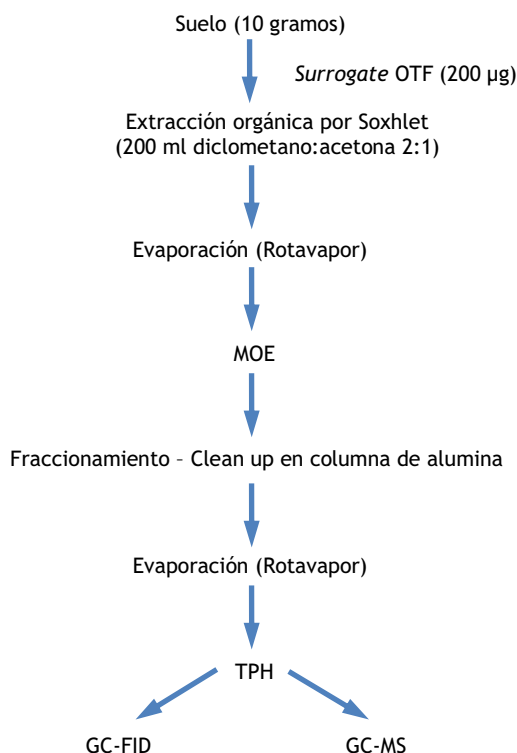 Suelo (10 gramos)
Surrogate OTF (200 µg)
Extracción orgánica por Soxhlet
(200 ml diclometano:acetona 2:1)
Evaporación (Rotavapor)
MOE
Fraccionamiento – Clean up en columna de alumina
Evaporación (Rotavapor)
TPH
GC-FID
GC-MS